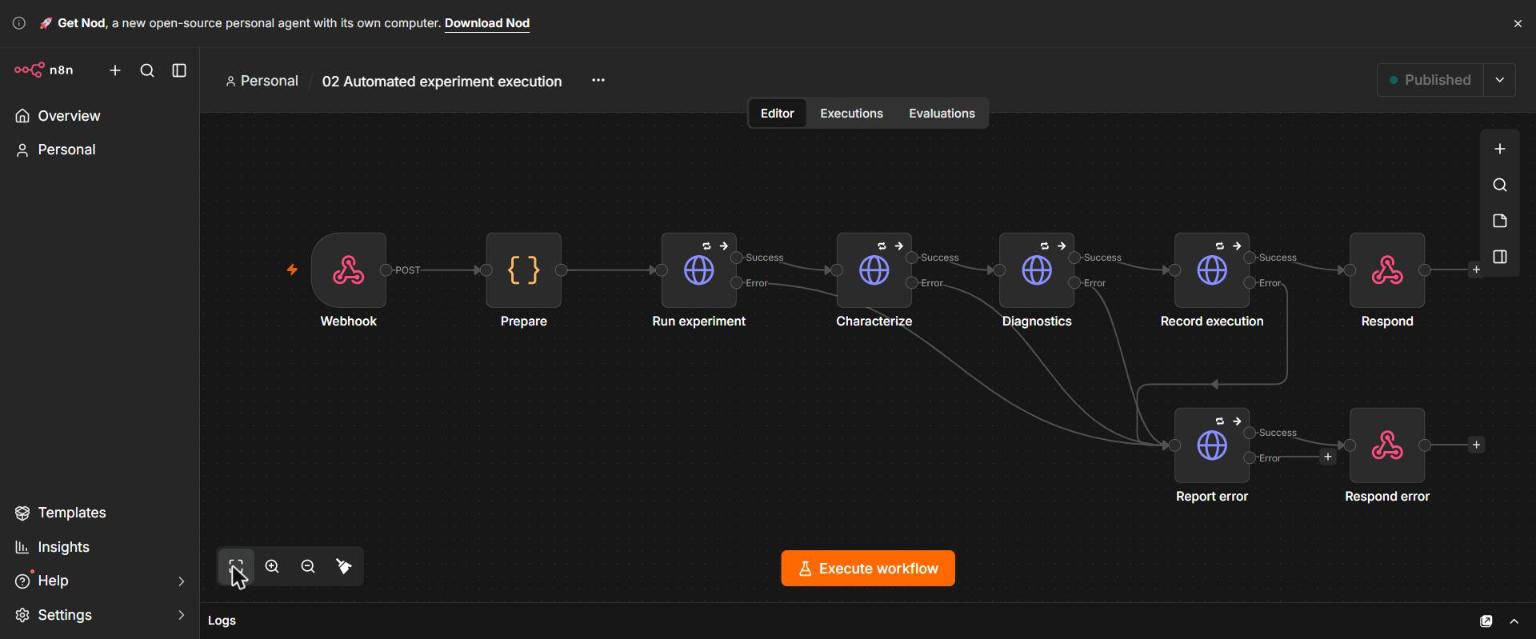 🚀 Get Nod, a new open-source personal agent with its own computer. Download Nod
n8n
Personal / 02 Automated experiment execution
Published
Overview
Personal
Editor Executions Evaluations
POST
Success Success Success Success
Error Error Error Error
Webhook Prepare Run experiment Characterize Diagnostics Record execution Respond
Success
Error
Report error Respond error
Templates
Insights
Help
Settings
Execute workflow
Logs